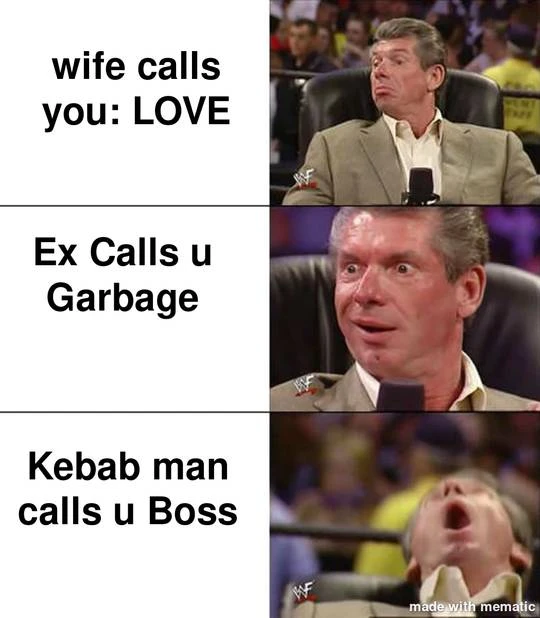 wife calls
you: LOVE
Ex Calls u
Garbage
Kebab man
calls u Boss
made with mematic